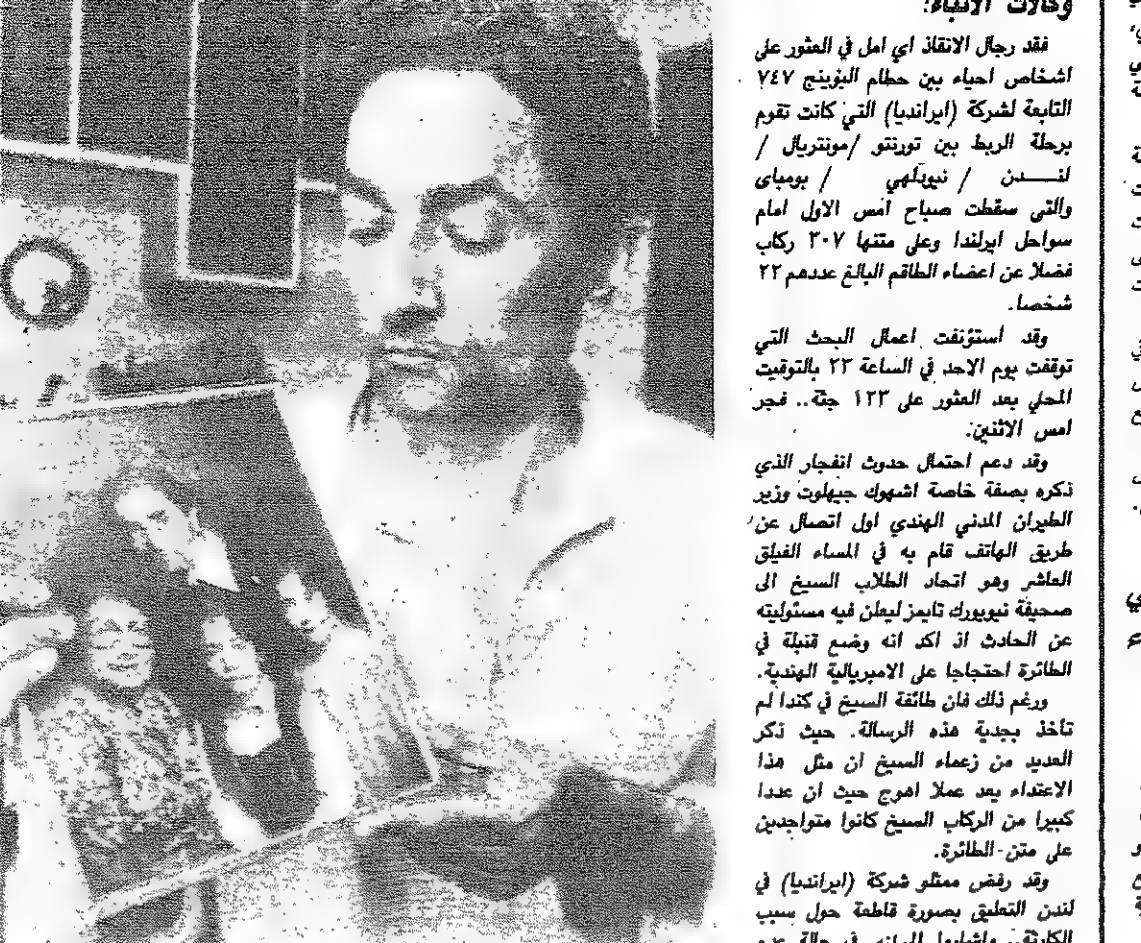 وكالات الانباء:
فقد رجال الانقاذ اي امل في العثور على
اشخاص احياء بين حطام البؤينج ٧٤٧
التابعة لشركة (ايرانديا) التي كانت تقوم
برحلة الربط بين تورنتو /مونتريال /
لنـــدن / نيودلهي / بومباى
والتى سقطت صباح امس الاول امام
سواحل ايرلندا وعلى متنها ٣٠٧ ركاب
فضلا عن اعضاء الطاقم البالغ عددهم ٢٢
شخصا.
وقد أستؤنفت اعمال البحث التي
توقفت يوم الاحد في الساعة ٢٢ بالتوقيت
المحلي بعد العثور على ١٢٣ جثة.. فجر
امس الاثنين.
وقد دعم احتمال حدوث انفجار الذي
ذكره بصفة خاصة اشهوك جيهلوت وزير
الطيران المدني الهندي اول اتصال عن
طريق الهاتف قام به في المساء الفيلق
العاشر وهو اتحاد الطلاب السيخ الى
صحيفة نيويورك تايمز ليعلن فيه مسئوليته
عن الحادث اذ اكد انه وضع قنبلة في
الطائرة احتجاجا على الامبريالية الهندية.
ورغم ذلك فان طائفة السيخ في كندا لم
تأخذ بجدية هذه الرسالة. حيث ذكر
العديد من زعماء السيخ ان مثل هذا
الاعتداء يعد عملا اهوج حيث ان عددا
كبيرا من الركاب السيخ كانوا متواجدين
على متن الطائرة.
وقد رفض ممثلو شركة (ايرانديا) في
لندن التعليق بصورة قاطعة حول سبب